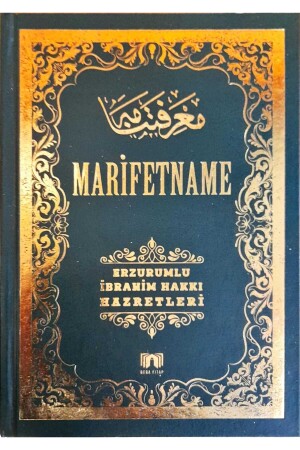 معرفتنامه
MARİFETNAME
ERZURUMLU
İBRAHİM HAKKI
HAZRETLERİ